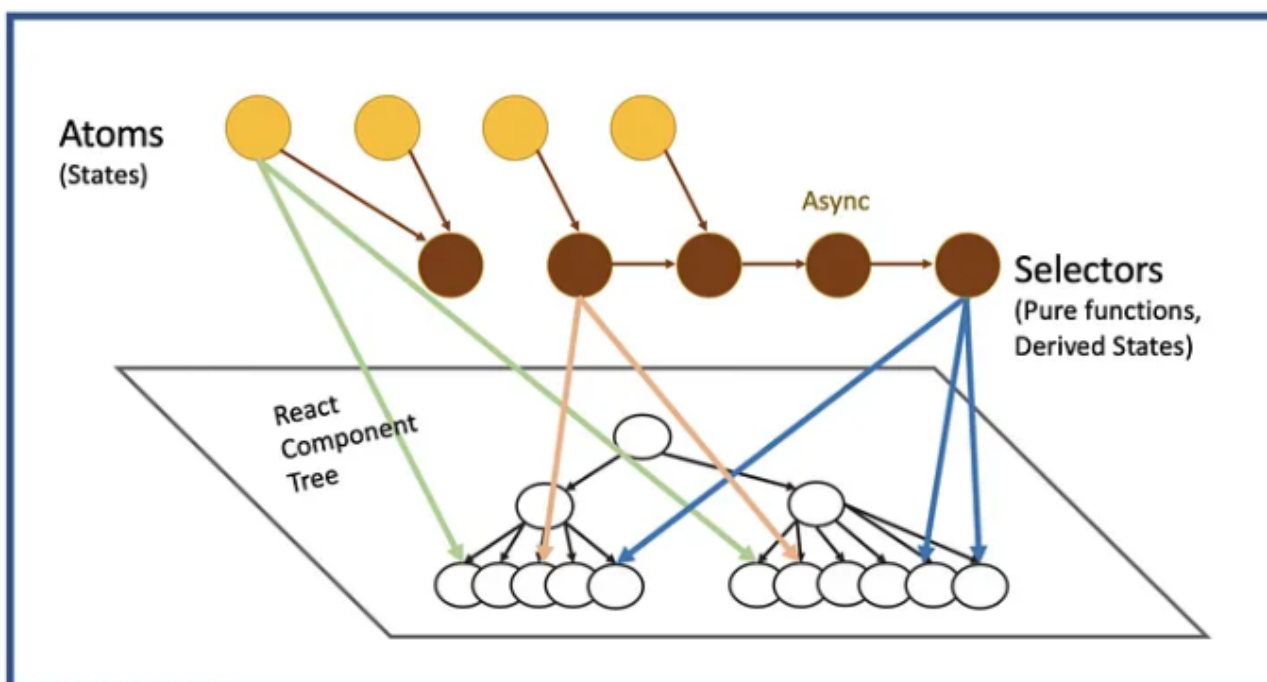 Atoms
(States)
Async
Selectors
(Pure functions,
Derived States)
React
Component
Tree